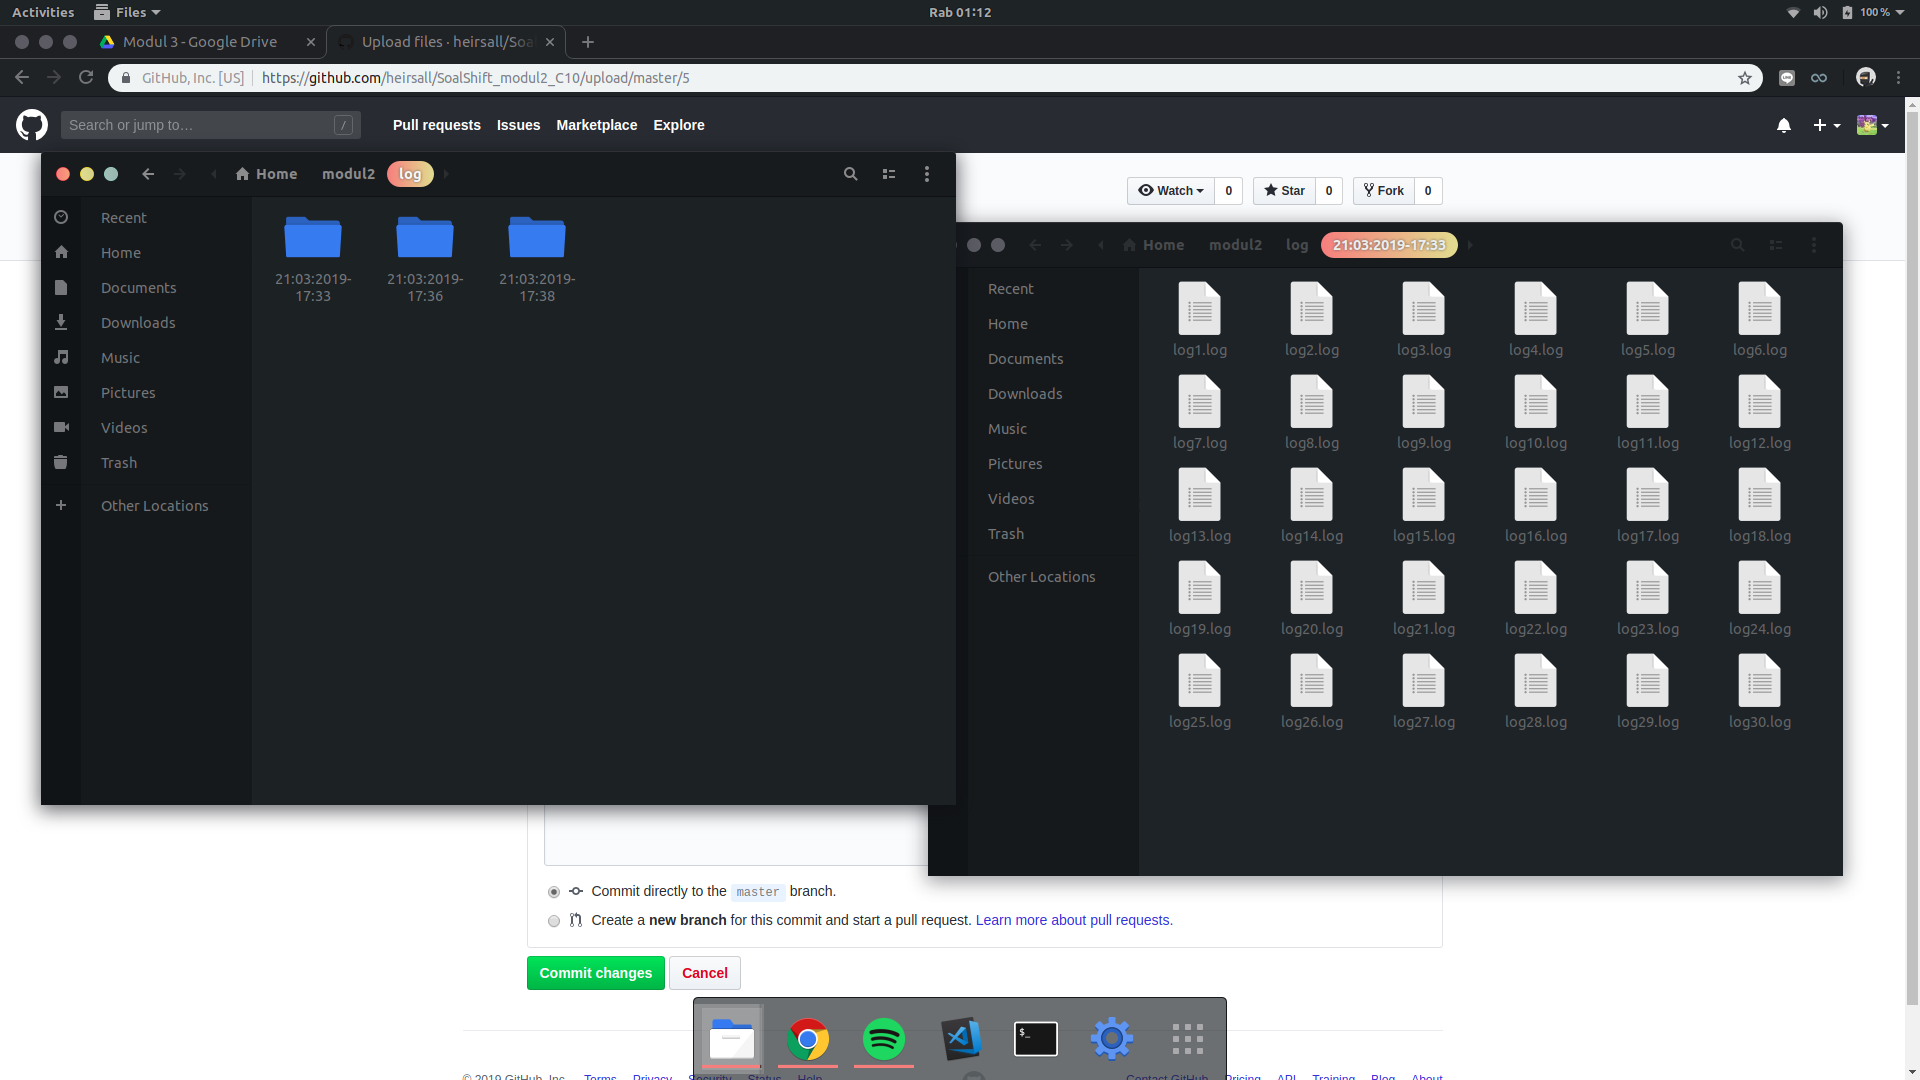 Activities Files Rab 01:12 100 %
Modul 3 - Google Drive Upload files · heirsall/Soa
GitHub, Inc. [US] https://github.com/heirsall/SoalShift_modul2_C10/upload/master/5
Search or jump to… / Pull requests Issues Marketplace Explore
Watch 0 Star 0 Fork 0
Home modul2 log
Recent
Home
Documents
Downloads
Music
Pictures
Videos
Trash
Other Locations
21:03:2019-17:33 21:03:2019-17:36 21:03:2019-17:38
Home modul2 log 21:03:2019-17:33
Recent
Home
Documents
Downloads
Music
Pictures
Videos
Trash
Other Locations
log1.log log2.log log3.log log4.log log5.log log6.log
log7.log log8.log log9.log log10.log log11.log log12.log
log13.log log14.log log15.log log16.log log17.log log18.log
log19.log log20.log log21.log log22.log log23.log log24.log
log25.log log26.log log27.log log28.log log29.log log30.log
Commit directly to the master branch.
Create a new branch for this commit and start a pull request. Learn more about pull requests.
Commit changes Cancel
$_
© 2019 GitHub, Inc. Terms Privacy Security Status Help Contact GitHub Pricing API Training Blog About